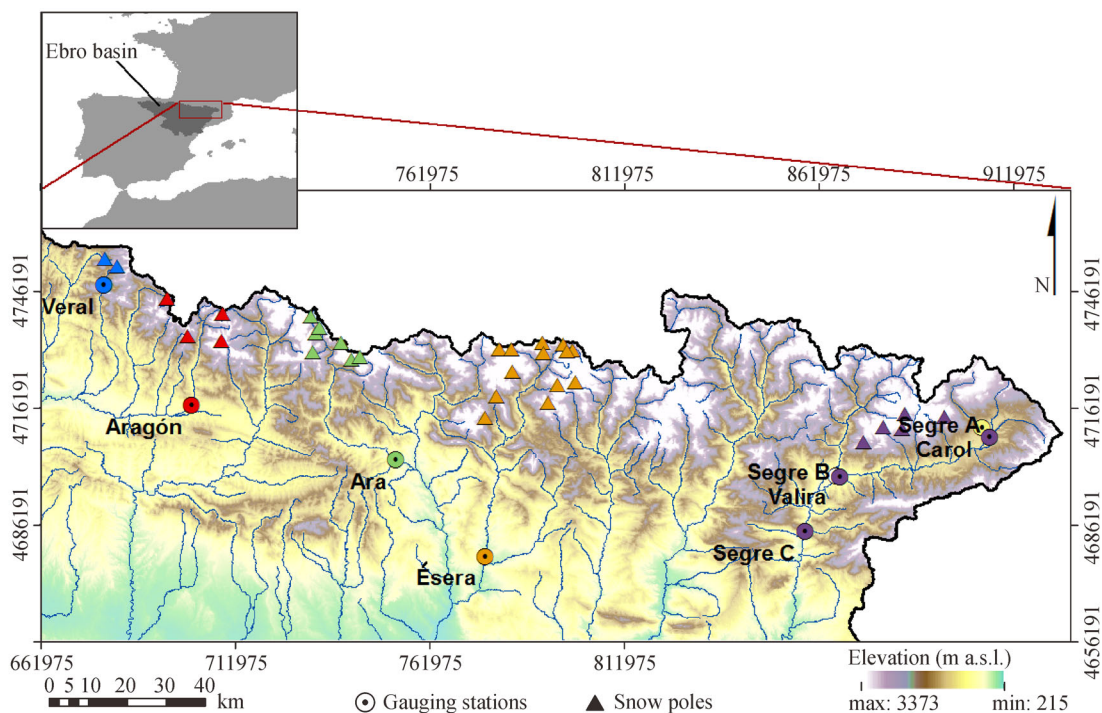 Ebro basin
761975 811975 861975 911975
N
4746191 4746191
Veral
4716191 4716191
Aragón
Segre A
Carol
Ara
Segre B
Valira
4686191 4686191
Segre C
Ésera
4656191
661975 711975 761975 811975
Elevation (m a.s.l.)
0 5 10 20 30 40 km
Gauging stations
Snow poles
max: 3373 min: 215